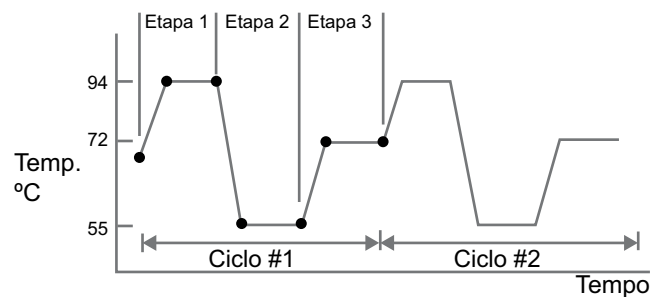 Etapa 1 Etapa 2 Etapa 3
94
72
Temp.
ºC
55
Ciclo #1 Ciclo #2
Tempo